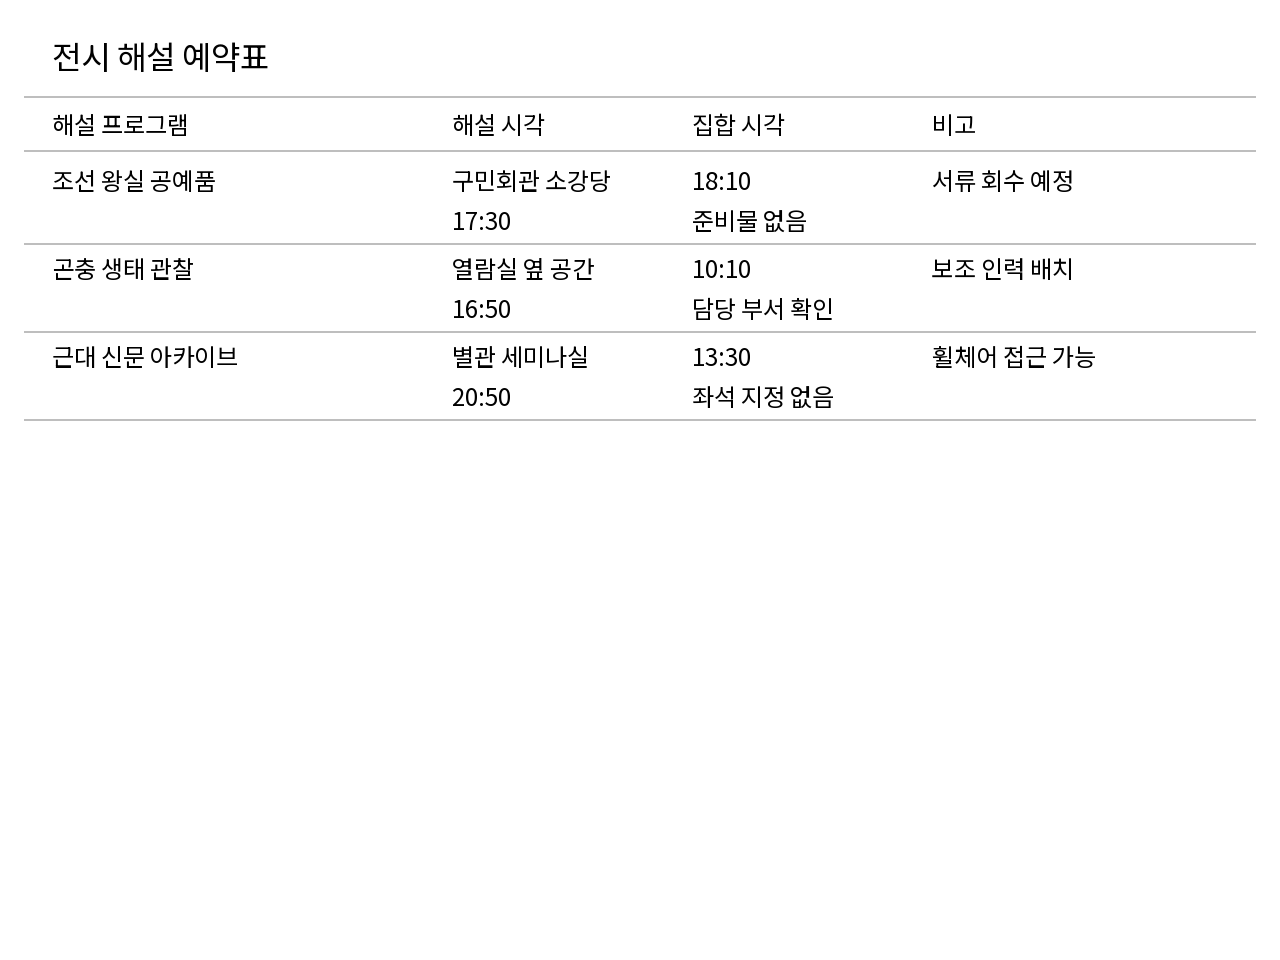 전시 해설 예약표
해설 프로그램 해설 시각 집합 시각 비고
조선 왕실 공예품 구민회관 소강당 18:10 서류 회수 예정
17:30 준비물 없음
곤충 생태 관찰 열람실 옆 공간 10:10 보조 인력 배치
16:50 담당 부서 확인
근대 신문 아카이브 별관 세미나실 13:30 휠체어 접근 가능
20:50 좌석 지정 없음